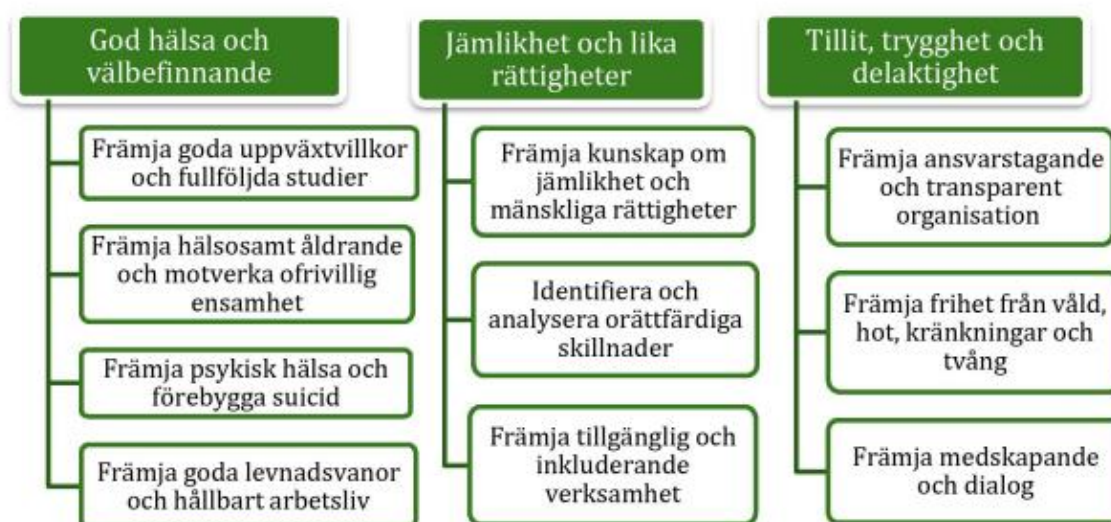 God hälsa och
välbefinnande
Främja goda uppväxtvillkor
och fullföljda studier
Främja hälsosamt åldrande
och motverka ofrivillig
ensamhet
Främja psykisk hälsa och
förebygga suicid
Främja goda levnadsvanor
och hållbart arbetsliv
Jämlikhet och lika
rättigheter
Främja kunskap om
jämlikhet och
mänskliga rättigheter
Identifiera och
analysera orättfärdiga
skillnader
Främja tillgänglig och
inkluderande
verksamhet
Tillit, trygghet och
delaktighet
Främja ansvarstagande
och transparent
organisation
Främja frihet från våld,
hot, kränkningar och
tvång
Främja medskapande
och dialog